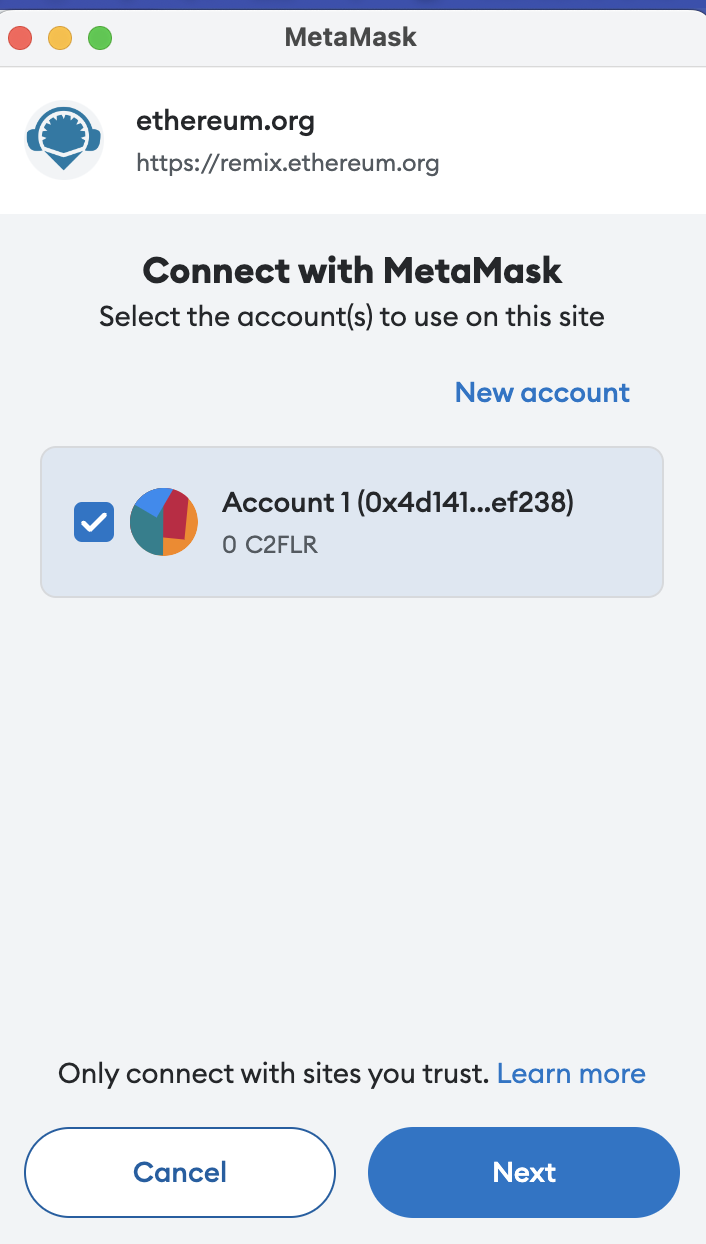 MetaMask
ethereum.org
https://remix.ethereum.org
Connect with MetaMask
Select the account(s) to use on this site
New account
Account 1 (0x4d141...ef238)
0 C2FLR
Only connect with sites you trust. Learn more
Cancel
Next